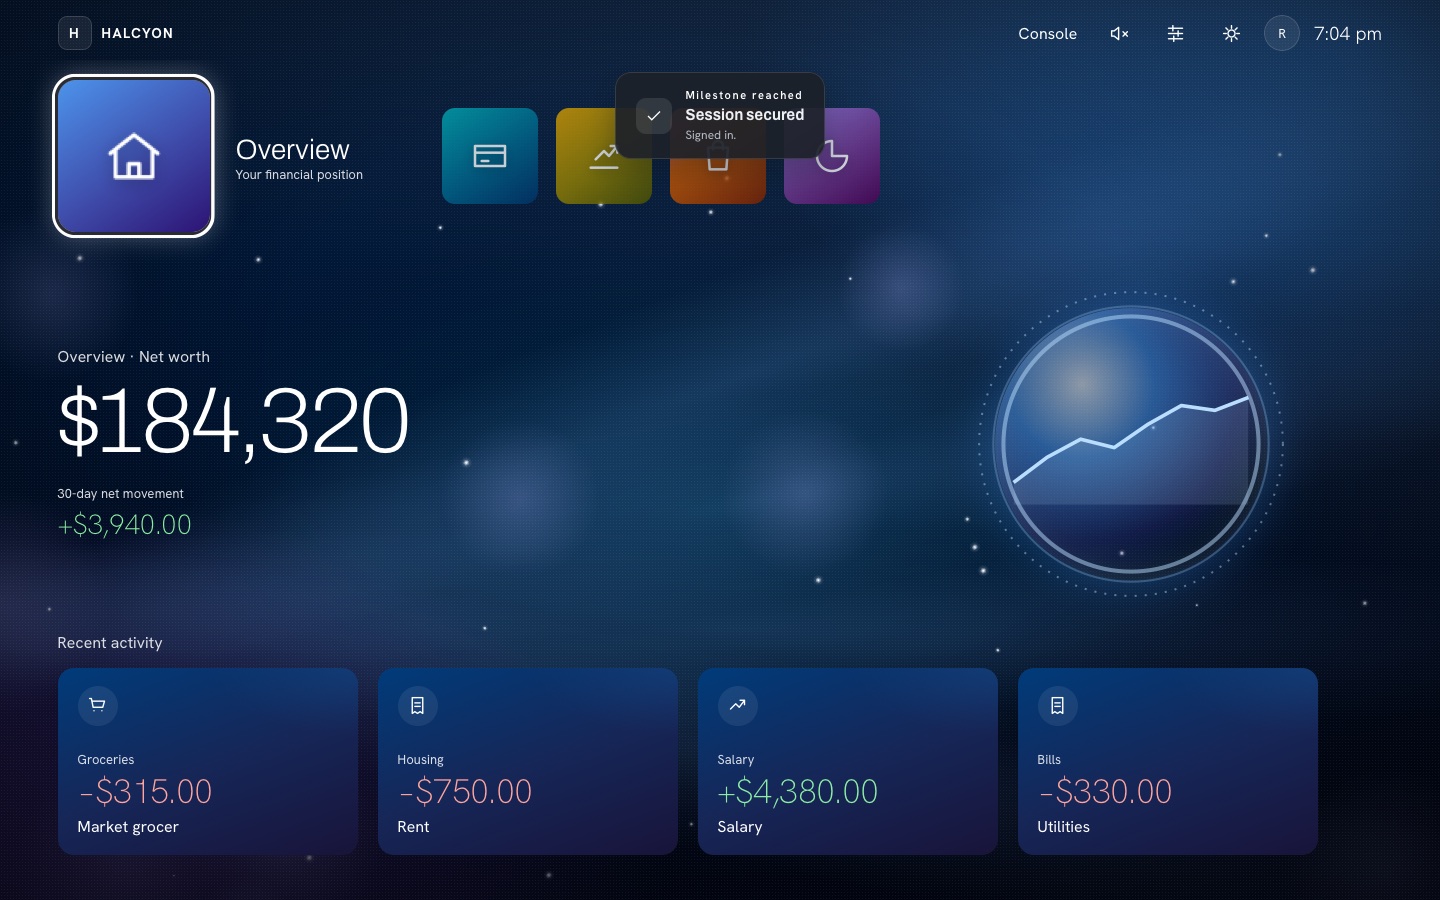 H HALCYON
Console
R
7:04 pm
Milestone reached
Session secured
Signed in.
Overview
Your financial position
Overview · Net worth
$184,320
30-day net movement
+$3,940.00
Recent activity
Groceries
−$315.00
Market grocer
Housing
−$750.00
Rent
Salary
+$4,380.00
Salary
Bills
−$330.00
Utilities